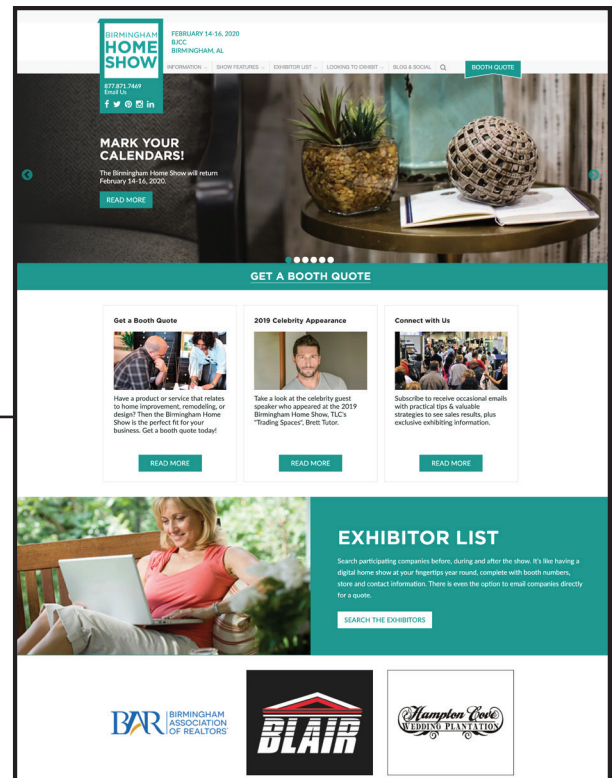 BIRMINGHAM
HOME
SHOW
FEBRUARY 14-16, 2020
BJCC
BIRMINGHAM, AL
INFORMATION
SHOW FEATURES
EXHIBITOR LIST
LOOKING TO EXHIBIT
BLOG & SOCIAL
BOOTH QUOTE
877.871.7469
Email Us
MARK YOUR
CALENDARS!
The Birmingham Home Show will return
February 14-16, 2020.
READ MORE
GET A BOOTH QUOTE
Get a Booth Quote
Have a product or service that relates
to home improvement, remodeling, or
design? Then the Birmingham Home
Show is the perfect fit for your
business. Get a booth quote today!
READ MORE
2019 Celebrity Appearance
Take a look at the celebrity guest
speaker who appeared at the 2019
Birmingham Home Show, TLC's
"Trading Spaces", Brett Tutor.
READ MORE
Connect with Us
Subscribe to receive occasional emails
with practical tips & valuable
strategies to see sales results, plus
exclusive exhibiting information.
READ MORE
EXHIBITOR LIST
Search participating companies before, during and after the show. It's like having a
digital home show at your fingertips year round, complete with booth numbers,
store and contact information. There is even the option to email companies directly
for a quote.
SEARCH THE EXHIBITORS
BAR
BIRMINGHAM
ASSOCIATION
OF REALTORS
BLAIR
Hampton Cove
WEDDING PLANTATION